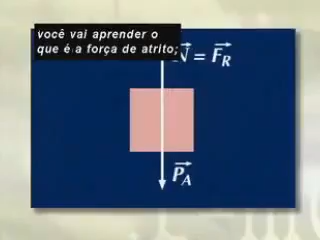 você vai aprender o
que é a força de atrito;
N = F_R
P_A